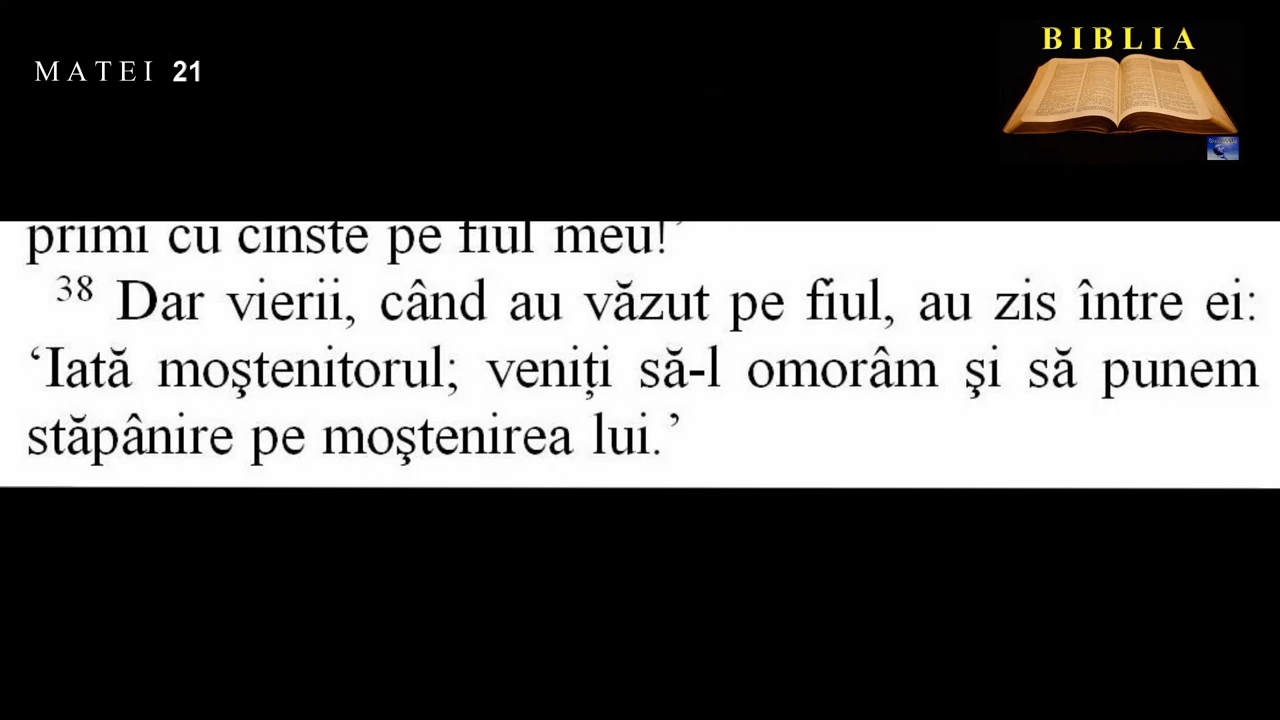 BIBLIA
MATEI 21
primi cu cinste pe fiul meu!’
38 Dar vierii, când au văzut pe fiul, au zis între ei:
‘Iată moştenitorul; veniţi să-l omorâm şi să punem
stăpânire pe moştenirea lui.’